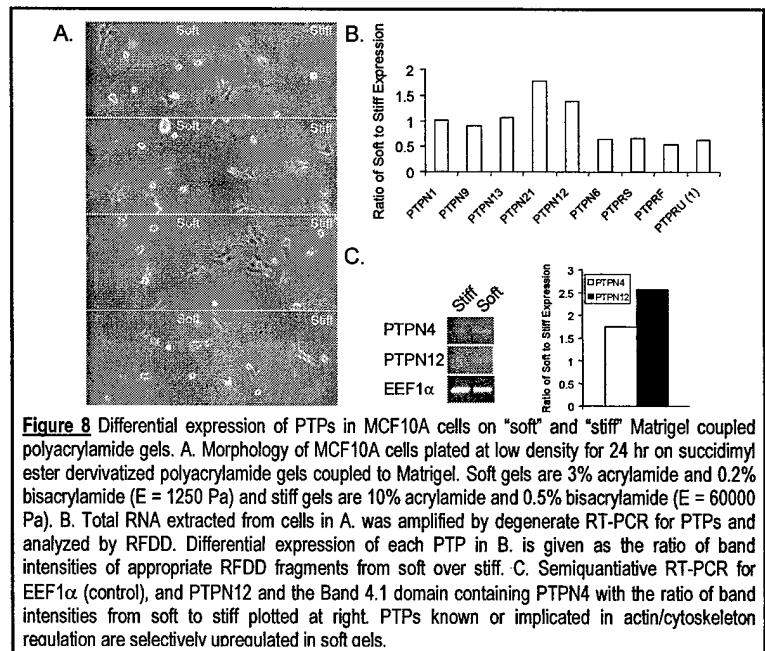 A.
Soft
Stiff
Soft
Stiff
Soft
Stiff
Soft
Stiff
B.
Ratio of Soft to Stiff Expression
2
1.5
1
0.5
0
PTPN1
PTPN9
PTPN13
PTPN21
PTPN12
PTPN6
PTPRS
PTPRF
PTPRU (1)
C.
Stiff
Soft
PTPN4
PTPN12
EEF1α
Ratio of Soft to Stiff Expression
3
2.5
2
1.5
1
0.5
0
PTPN4
PTPN12
Figure 8 Differential expression of PTPs in MCF10A cells on "soft" and "stiff" Matrigel coupled
polyacrylamide gels. A. Morphology of MCF10A cells plated at low density for 24 hr on succidimyl
ester dervivatized polyacrylamide gels coupled to Matrigel. Soft gels are 3% acrylamide and 0.2%
bisacrylamide (E = 1250 Pa) and stiff gels are 10% acrylamide and 0.5% bisacrylamide (E = 60000
Pa). B. Total RNA extracted from cells in A. was amplified by degenerate RT-PCR for PTPs and
analyzed by RFDD. Differential expression of each PTP in B. is given as the ratio of band
intensities of appropriate RFDD fragments from soft over stiff. C. Semiquantiative RT-PCR for
EEF1α (control), and PTPN12 and the Band 4.1 domain containing PTPN4 with the ratio of band
intensities from soft to stiff plotted at right. PTPs known or implicated in actin/cytoskeleton
regulation are selectively upregulated in soft gels.